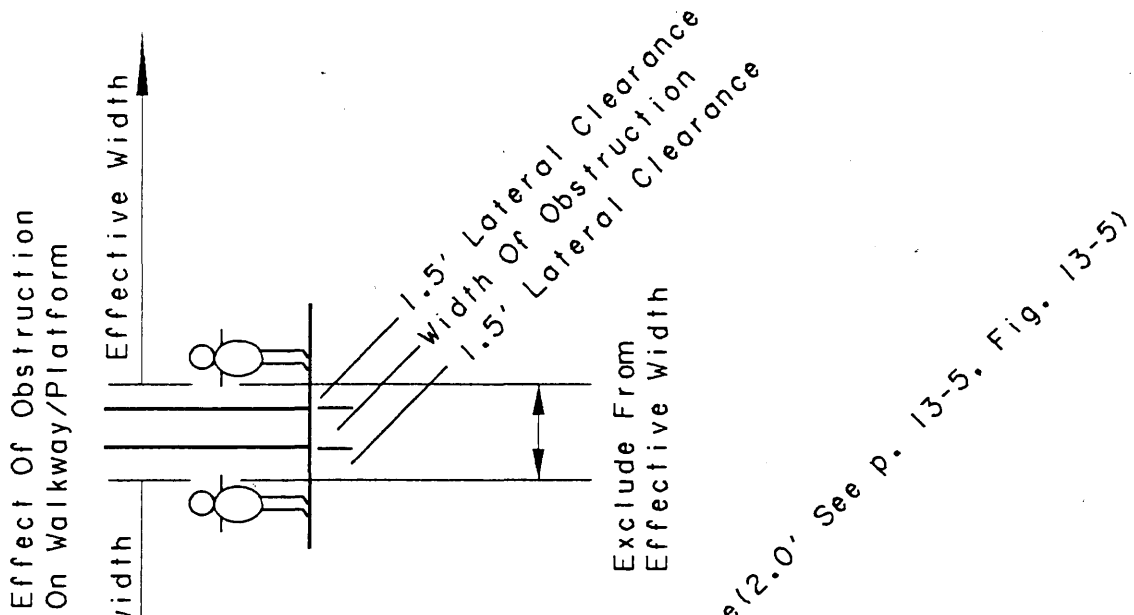 Effect Of Obstruction
On Walkway/Platform
Effective Width
1.5' Lateral Clearance
Width Of Obstruction
1.5' Lateral Clearance
Exclude From
Effective Width
(2.0' See p. 13-5, Fig. 13-5)